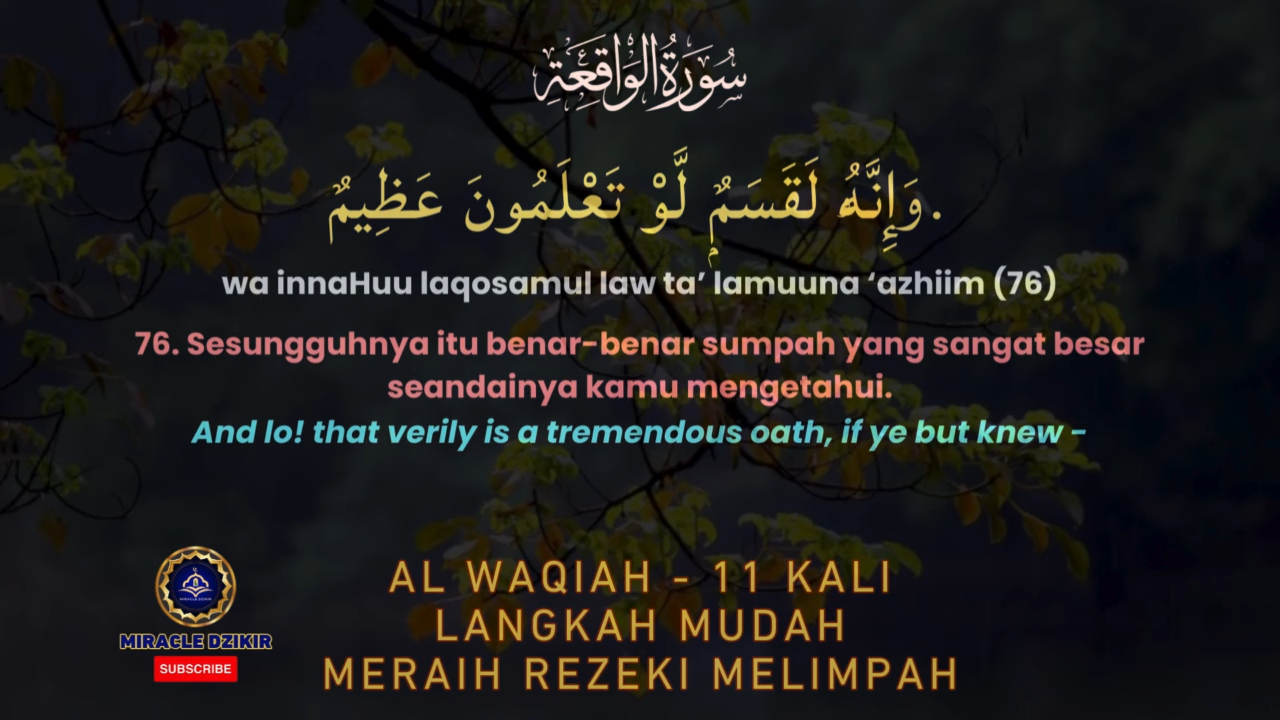 سُورَةُ الْوَاقِعَةِ
وَإِنَّهُ لَقَسَمٌ لَّوْ تَعْلَمُونَ عَظِيمٌ.
wa innaHuu laqosamul law ta’ lamuuna ‘azhiim (76)
76. Sesungguhnya itu benar-benar sumpah yang sangat besar
seandainya kamu mengetahui.
And lo! that verily is a tremendous oath, if ye but knew -
AL WAQIAH - 11 KALI
LANGKAH MUDAH
MERAIH REZEKI MELIMPAH
MIRACLE DZIKIR
SUBSCRIBE